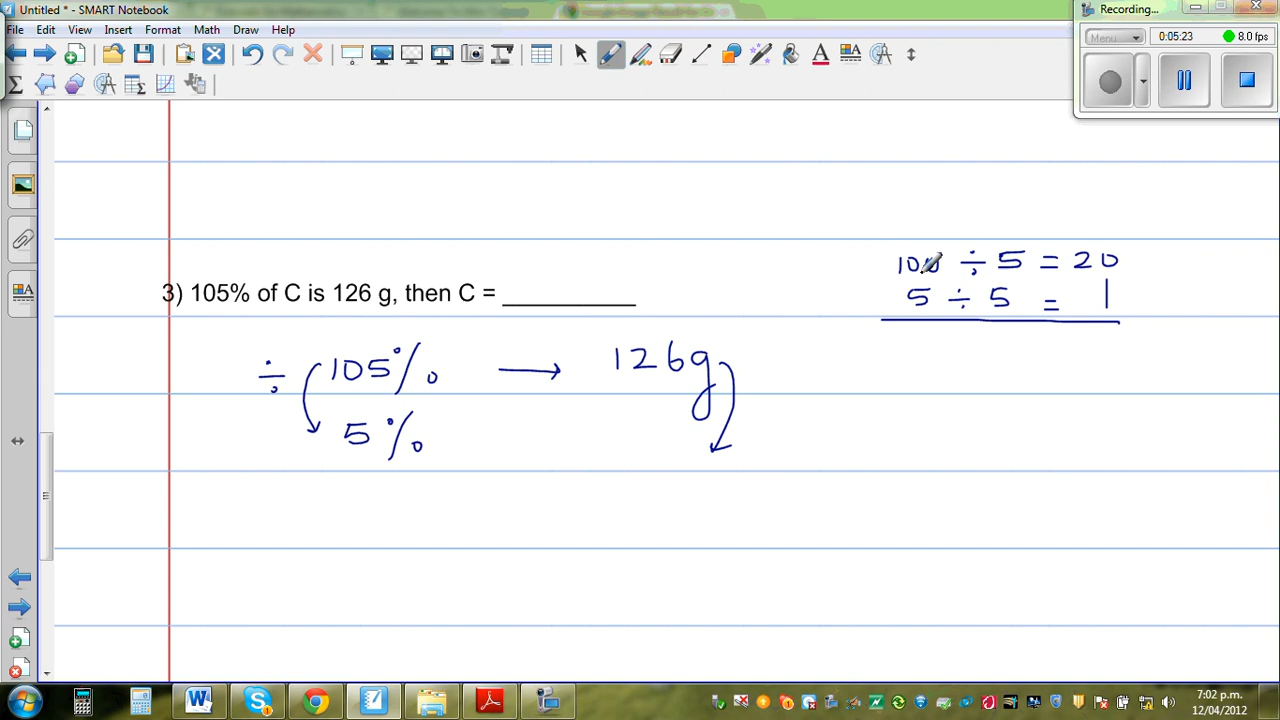 Untitled * - SMART Notebook
Recording...
File Edit View Insert Format Math Draw Help
Menu
0:05:23
8.0 fps
100 ÷ 5 = 20
3) 105% of C is 126 g, then C = ___________
5 ÷ 5 = 1
÷ 105% → 126g
5%
7:02 p.m.
12/04/2012